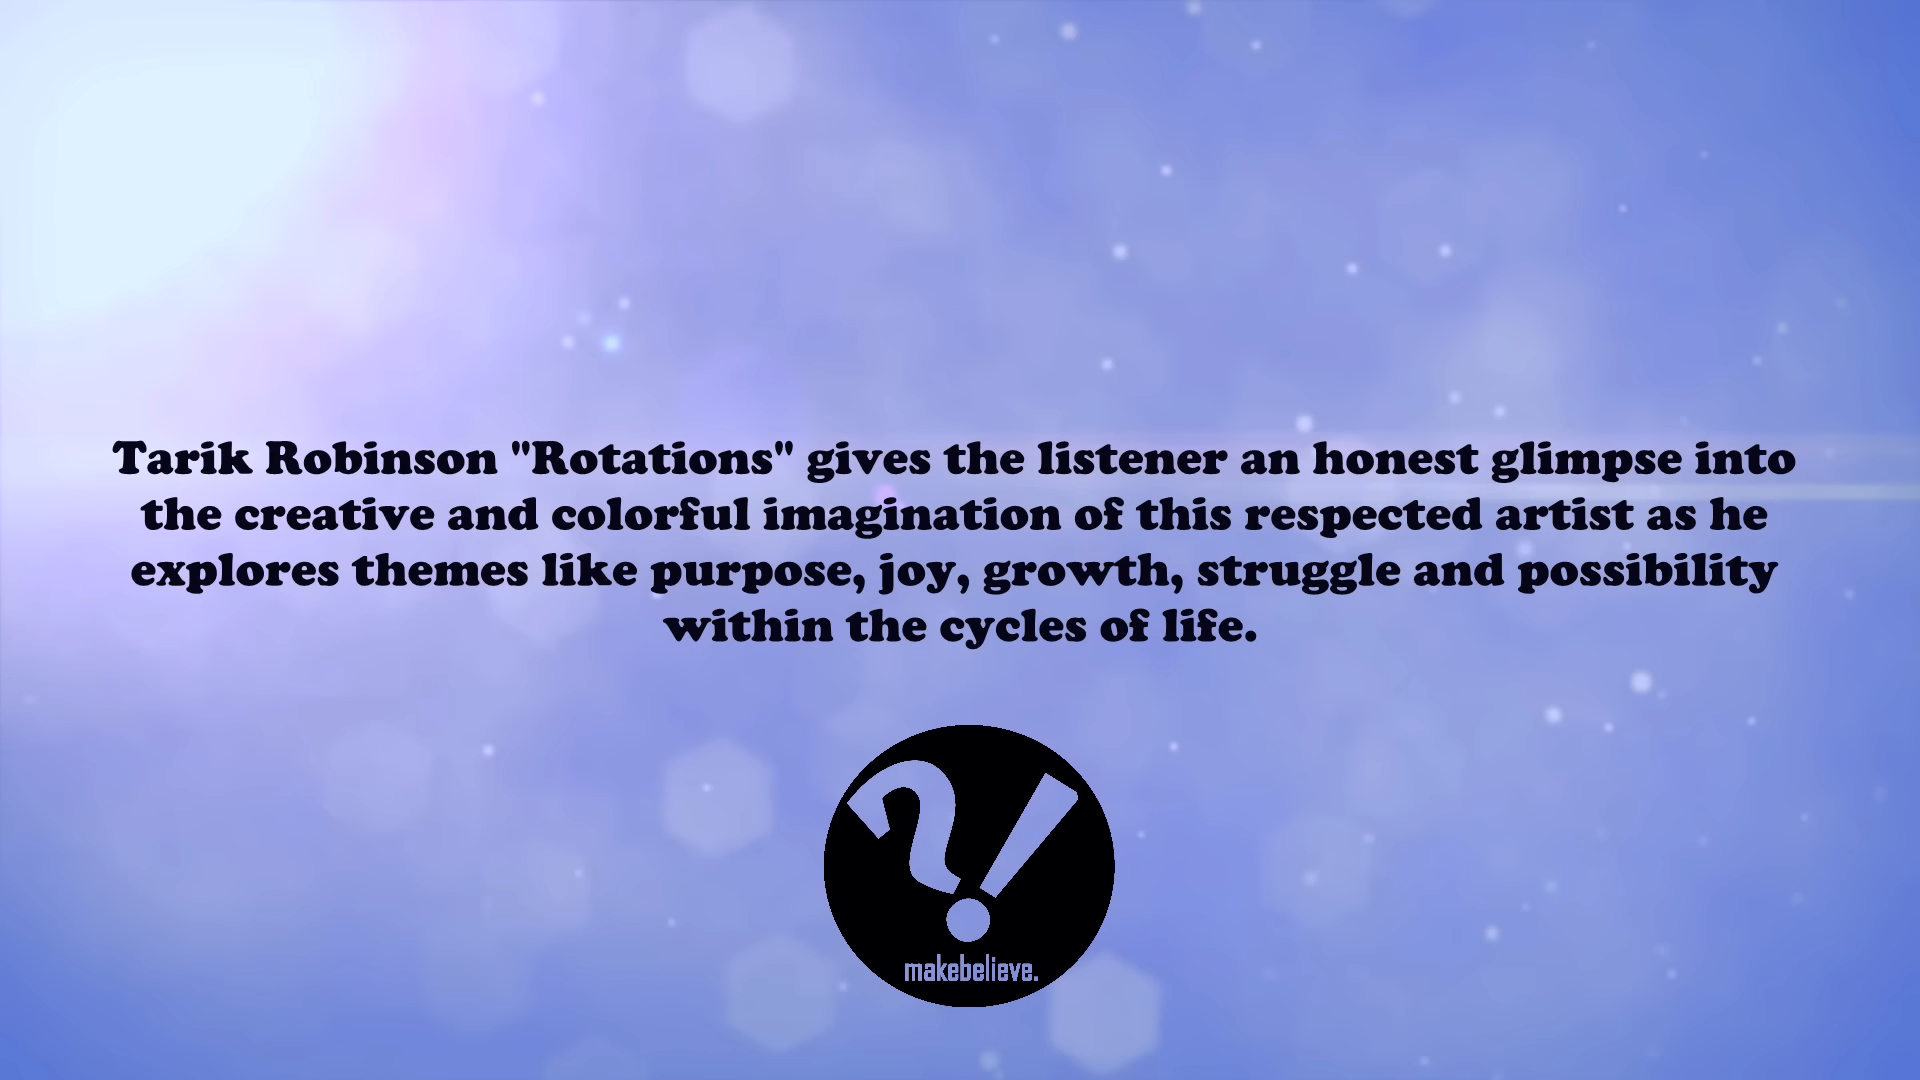 Tarik Robinson "Rotations" gives the listener an honest glimpse into
the creative and colorful imagination of this respected artist as he
explores themes like purpose, joy, growth, struggle and possibility
within the cycles of life.
?!
makebelieve.